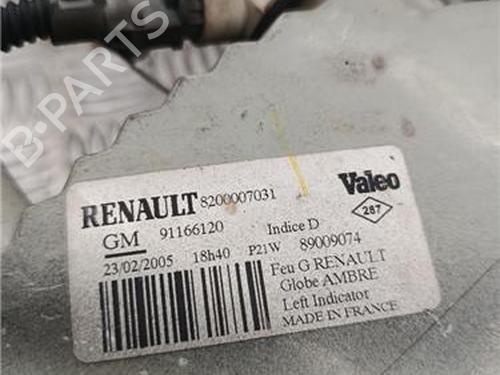 B-PARTS
RENAULT 8200007031
Valeo
GM 91166120 Indice D
287
23/02/2005 18h40 P21W 89009074
Feu G RENAULT
Globe AMBRE
Left Indicator
MADE IN FRANCE